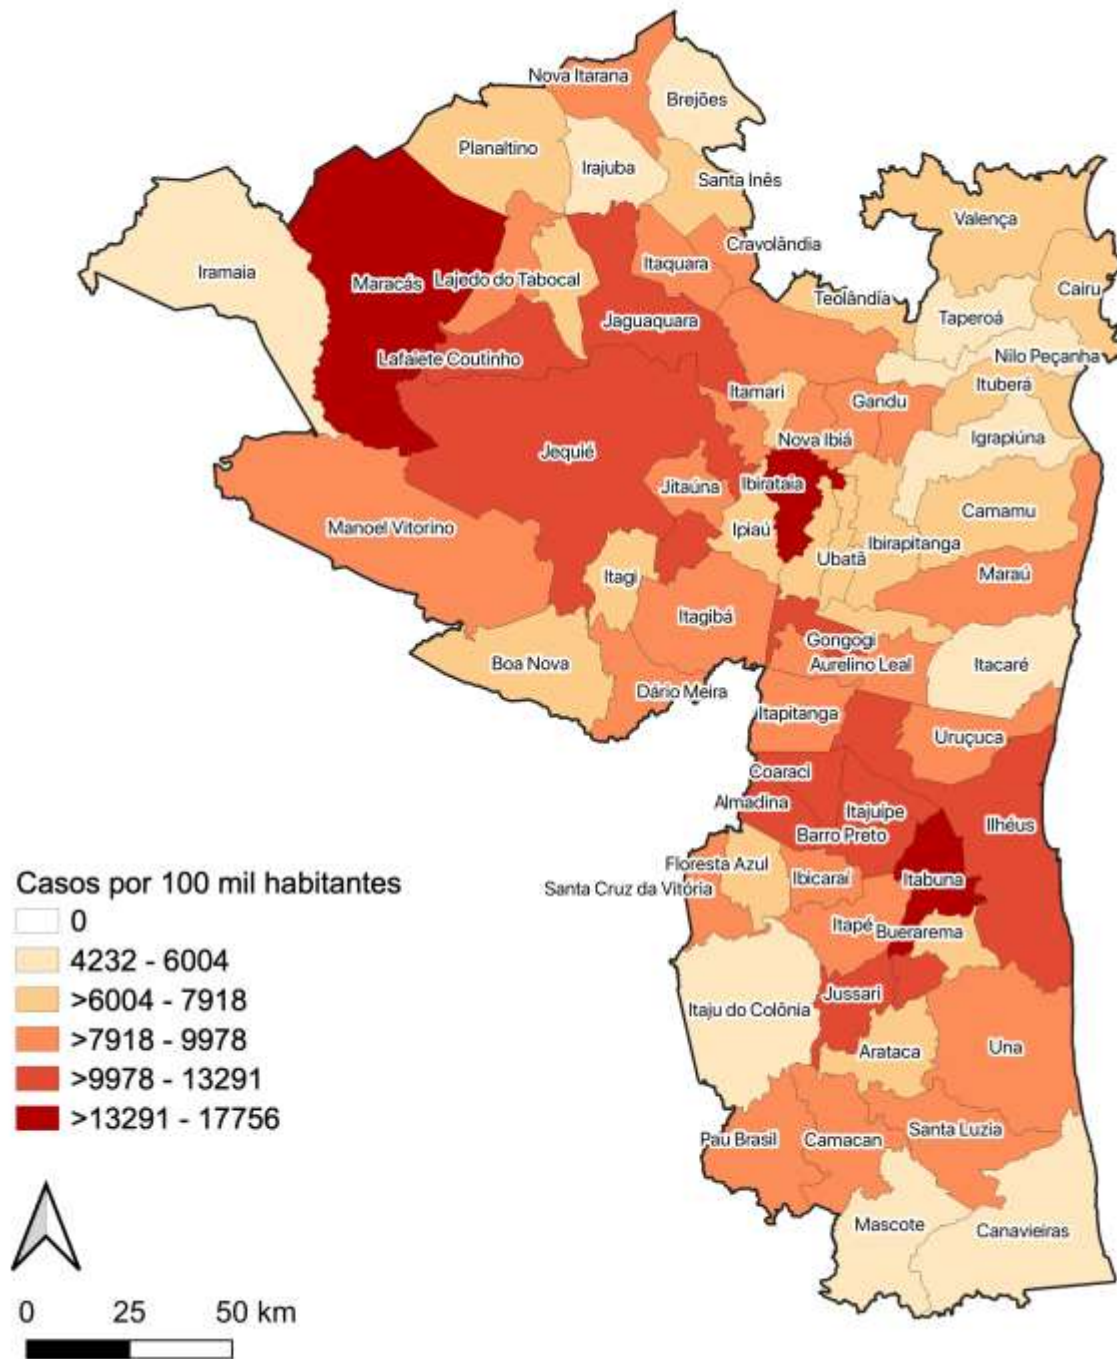 Nova Itarana
Brejões
Planaltino
Irajuba
Santa Inês
Valença
Cravolândia
Iramaia
Maracás
Lajedo do Tabocal
Itaquara
Teolândia
Cairu
Taperoá
Jaguaquara
Lafaiete Coutinho
Nilo Peçanha
Ituberá
Itamari
Gandu
Nova Ibiá
Igrapiúna
Jequié
Jitaúna
Ibirataia
Camamu
Manoel Vitorino
Ipiaú
Ibirapitanga
Ubatã
Maraú
Itagi
Itagibá
Gongogi
Boa Nova
Aurelino Leal
Itacaré
Dário Meira
Itapitanga
Uruçuca
Coaraci
Almadina
Itajuípe
Ilhéus
Barro Preto
Floresta Azul
Ibicaraí
Itabuna
Santa Cruz da Vitória
Itapé
Buerarema
Jussari
Itaju do Colônia
Arataca
Una
Pau Brasil
Camacan
Santa Luzia
Mascote
Canavieiras
Casos por 100 mil habitantes
0
4232 - 6004
>6004 - 7918
>7918 - 9978
>9978 - 13291
>13291 - 17756
0 25 50 km